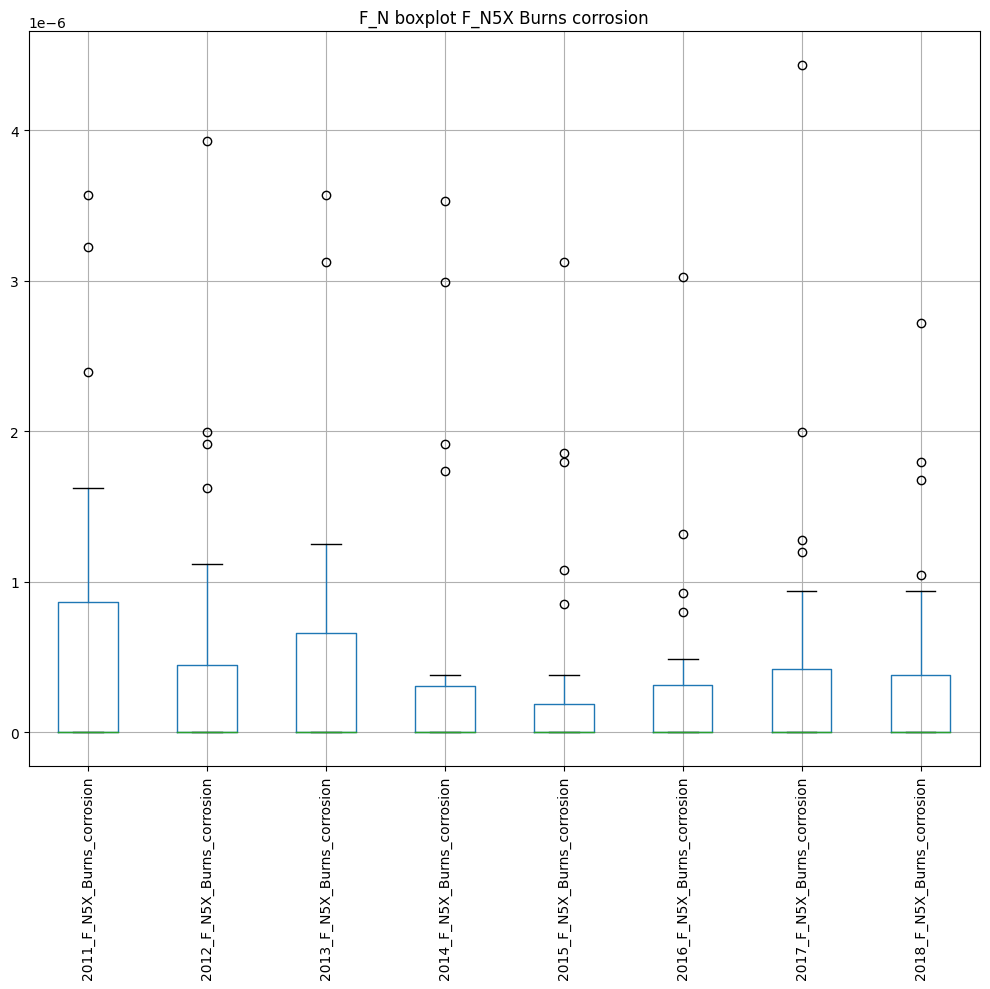 F_N boxplot F_N5X Burns corrosion
1e−6
4
3
2
1
0
2011_F_N5X_Burns_corrosion
2012_F_N5X_Burns_corrosion
2013_F_N5X_Burns_corrosion
2014_F_N5X_Burns_corrosion
2015_F_N5X_Burns_corrosion
2016_F_N5X_Burns_corrosion
2017_F_N5X_Burns_corrosion
2018_F_N5X_Burns_corrosion